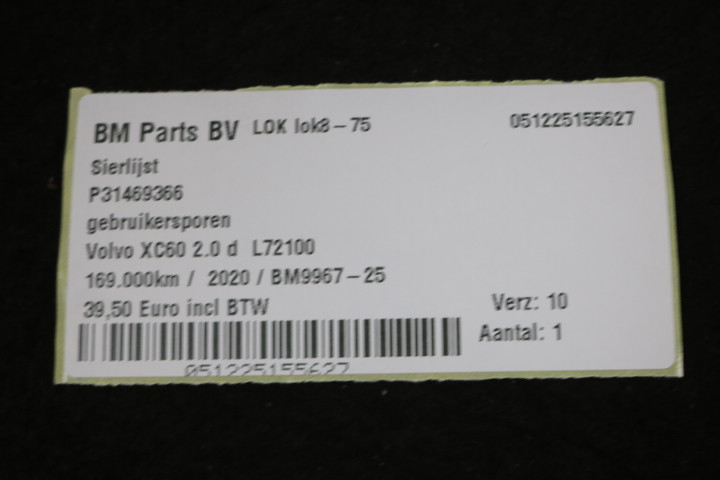 BM Parts BV LOK lok8-75 051225155627
Sierlijst
P31469366
gebruikersporen
Volvo XC60 2.0 d L72100
169.000km / 2020 / BM9967-25
39,50 Euro incl BTW Verz: 10
Aantal: 1
051225155627